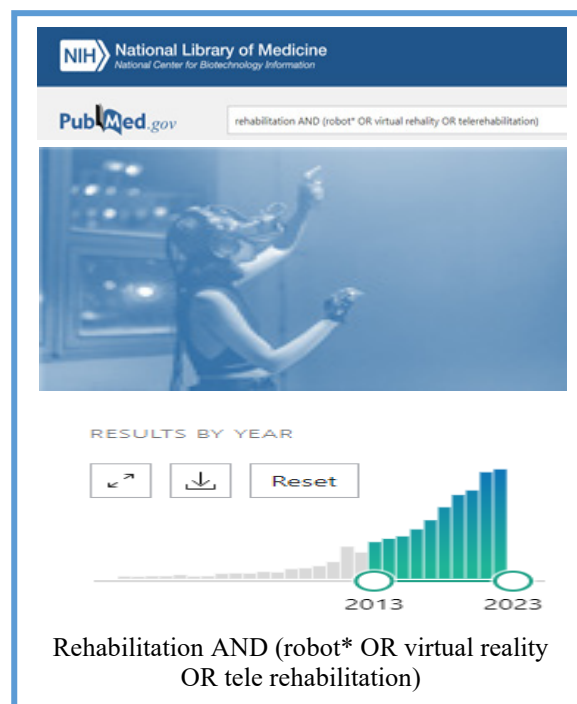 NIH National Library of Medicine
National Center for Biotechnology Information
PubMed.gov
rehabilitation AND (robot* OR virtual rehality OR telerehabilitation)
RESULTS BY YEAR
Reset
2013 2023
Rehabilitation AND (robot* OR virtual reality
OR tele rehabilitation)